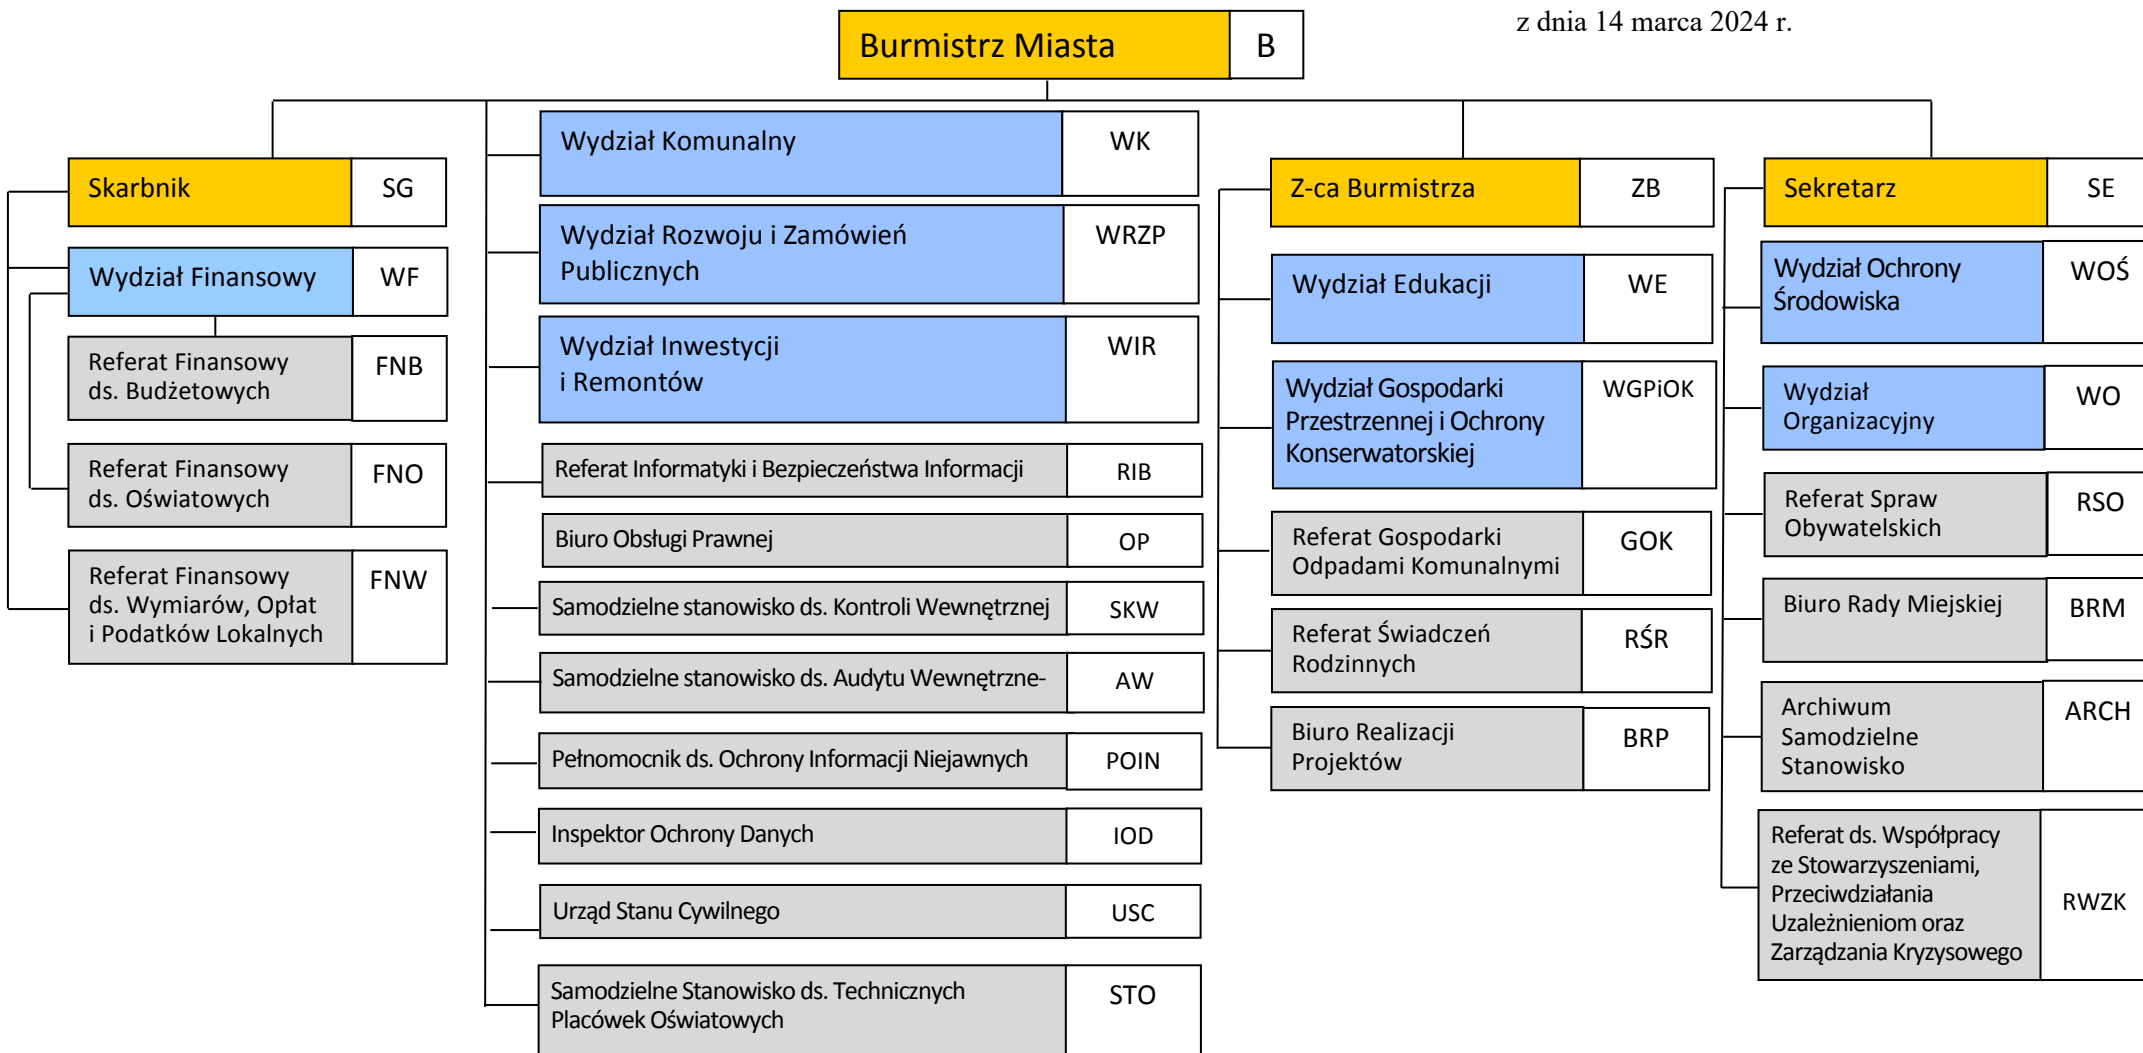 z dnia 14 marca 2024 r.
Burmistrz Miasta
B
Skarbnik
SG
Wydział Finansowy
WF
Referat Finansowy
ds. Budżetowych
FNB
Referat Finansowy
ds. Oświatowych
FNO
Referat Finansowy
ds. Wymiarów, Opłat
i Podatków Lokalnych
FNW
Wydział Komunalny
WK
Wydział Rozwoju i Zamówień
Publicznych
WRZP
Wydział Inwestycji
i Remontów
WIR
Referat Informatyki i Bezpieczeństwa Informacji
RIB
Biuro Obsługi Prawnej
OP
Samodzielne stanowisko ds. Kontroli Wewnętrznej
SKW
Samodzielne stanowisko ds. Audytu Wewnętrzne-
AW
Pełnomocnik ds. Ochrony Informacji Niejawnych
POIN
Inspektor Ochrony Danych
IOD
Urząd Stanu Cywilnego
USC
Samodzielne Stanowisko ds. Technicznych
Placówek Oświatowych
STO
Z-ca Burmistrza
ZB
Wydział Edukacji
WE
Wydział Gospodarki
Przestrzennej i Ochrony
Konserwatorskiej
WGPiOK
Referat Gospodarki
Odpadami Komunalnymi
GOK
Referat Świadczeń
Rodzinnych
RŚR
Biuro Realizacji
Projektów
BRP
Sekretarz
SE
Wydział Ochrony
Środowiska
WOŚ
Wydział
Organizacyjny
WO
Referat Spraw
Obywatelskich
RSO
Biuro Rady Miejskiej
BRM
Archiwum
Samodzielne
Stanowisko
ARCH
Referat ds. Współpracy
ze Stowarzyszeniami,
Przeciwdziałania
Uzależnieniom oraz
Zarządzania Kryzysowego
RWZK